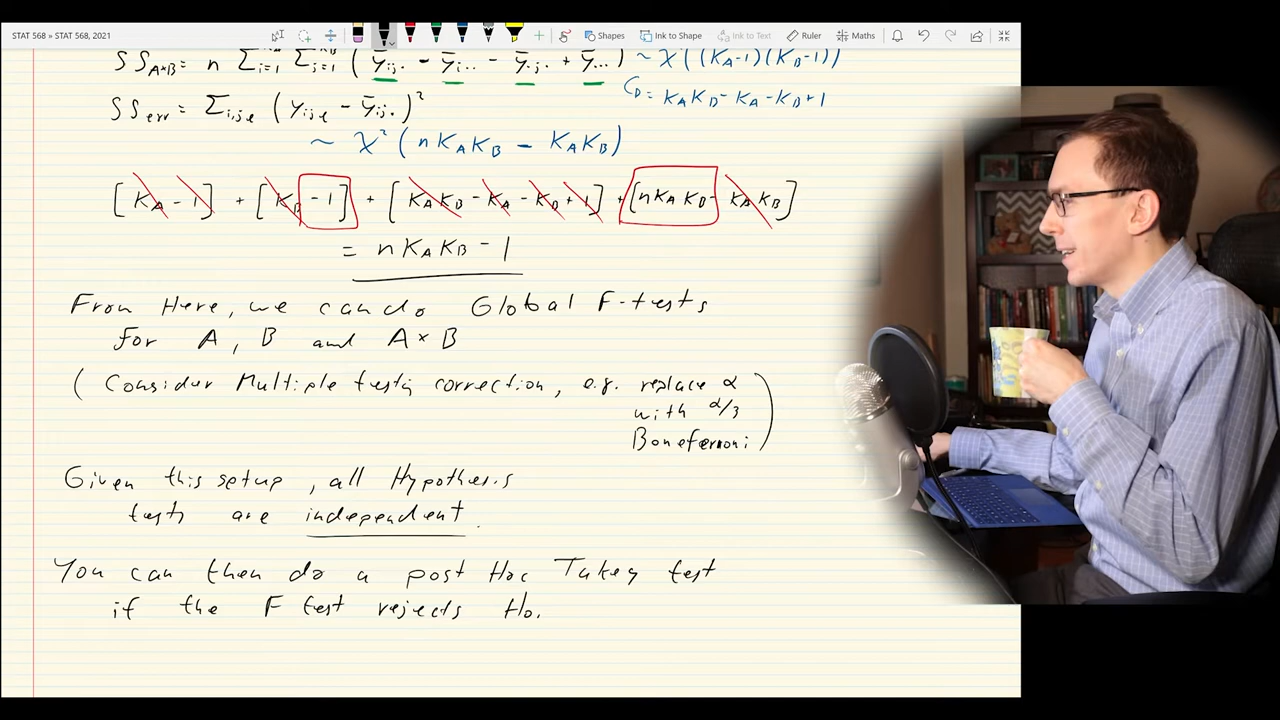 STAT 568 » STAT 568, 2021
Shapes Ink to Shape Ink to Text Ruler Maths
SS_{A×B} = n Σ_{i=1} Σ_{j=1} ( ȳ_{ij.} - ȳ_{i..} - ȳ_{.j.} + ȳ_{...} ) ~ χ² ((K_A-1)(K_B-1))
= K_A K_B - K_A - K_B + 1
SS_{err} = Σ_{i,j,l} ( y_{ijl} - ȳ_{ij.} )²
~ χ² ( n K_A K_B - K_A K_B )
[K_A - 1] + [K_B - 1] + [K_A K_B - K_A - K_B + 1] + [n K_A K_B - K_A K_B]
= n K_A K_B - 1
From Here, we can do Global F-tests
for A, B and A×B
( Consider Multiple testing correction, e.g. replace α
with α/3
Boneferroni )
Given this setup, all Hypothesis
tests are independent.
You can then do a post Hoc Tukey test
if the F test rejects H₀.